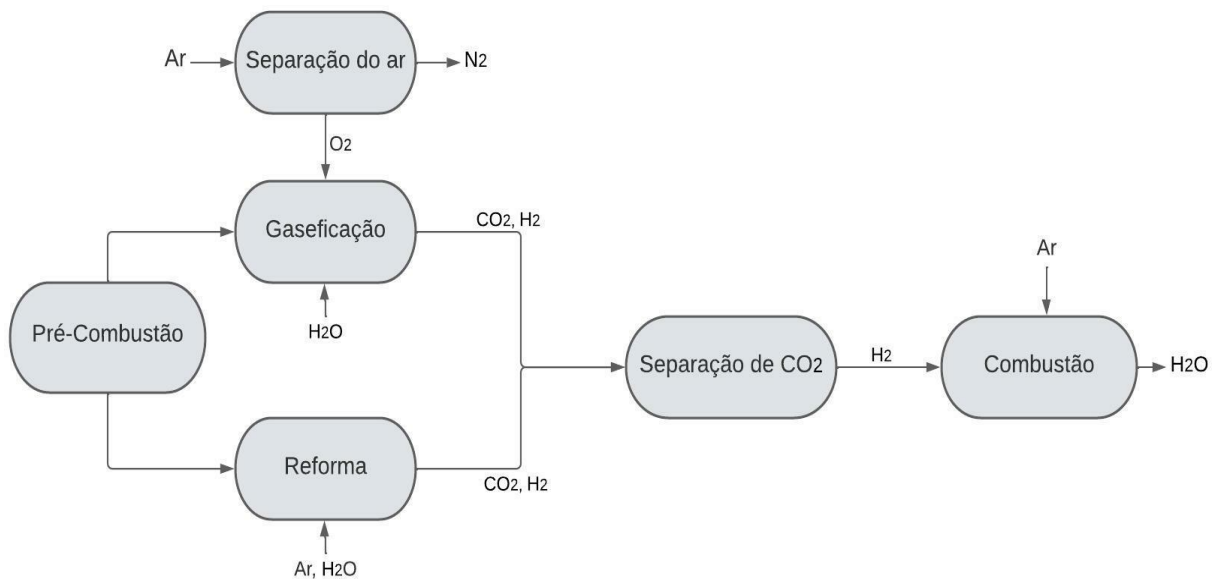 Ar
Separação do ar
N2
O2
Gaseficação
CO2, H2
H2O
Pré-Combustão
Reforma
CO2, H2
Ar, H2O
Separação de CO2
H2
Ar
Combustão
H2O